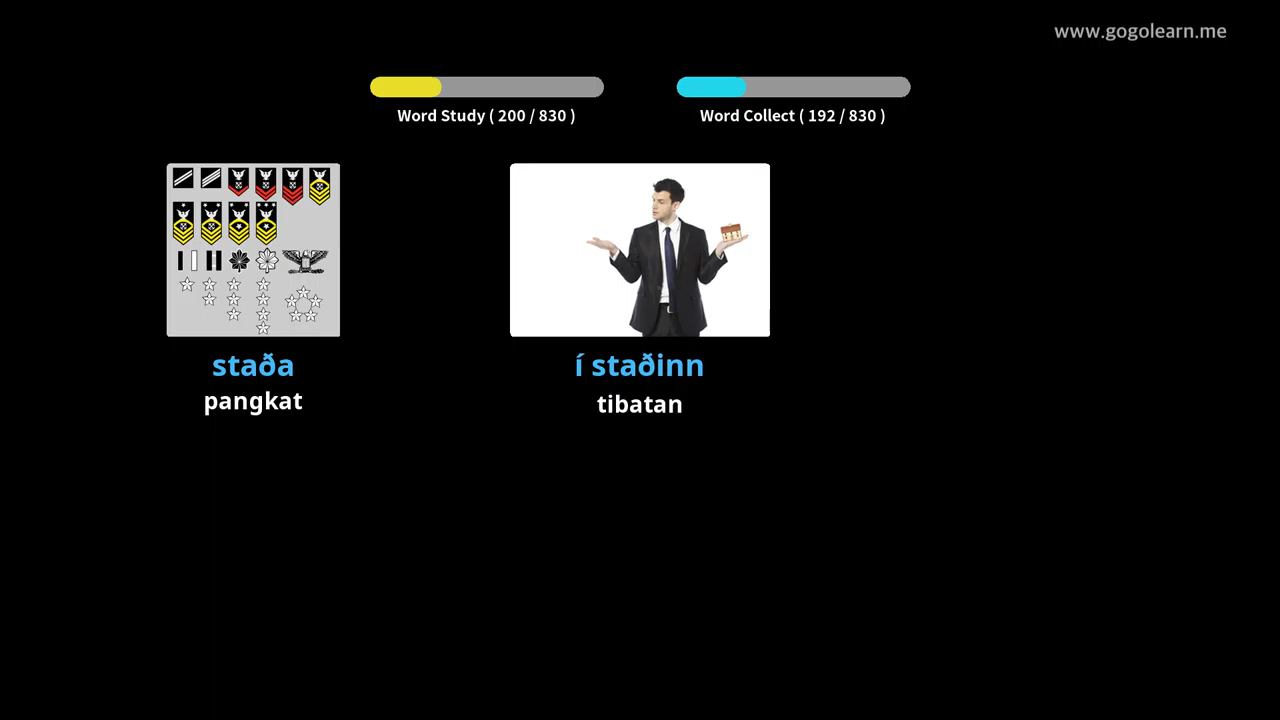 www.gogolearn.me
Word Study ( 200 / 830 )
Word Collect ( 192 / 830 )
staða
pangkat
í staðinn
tibatan